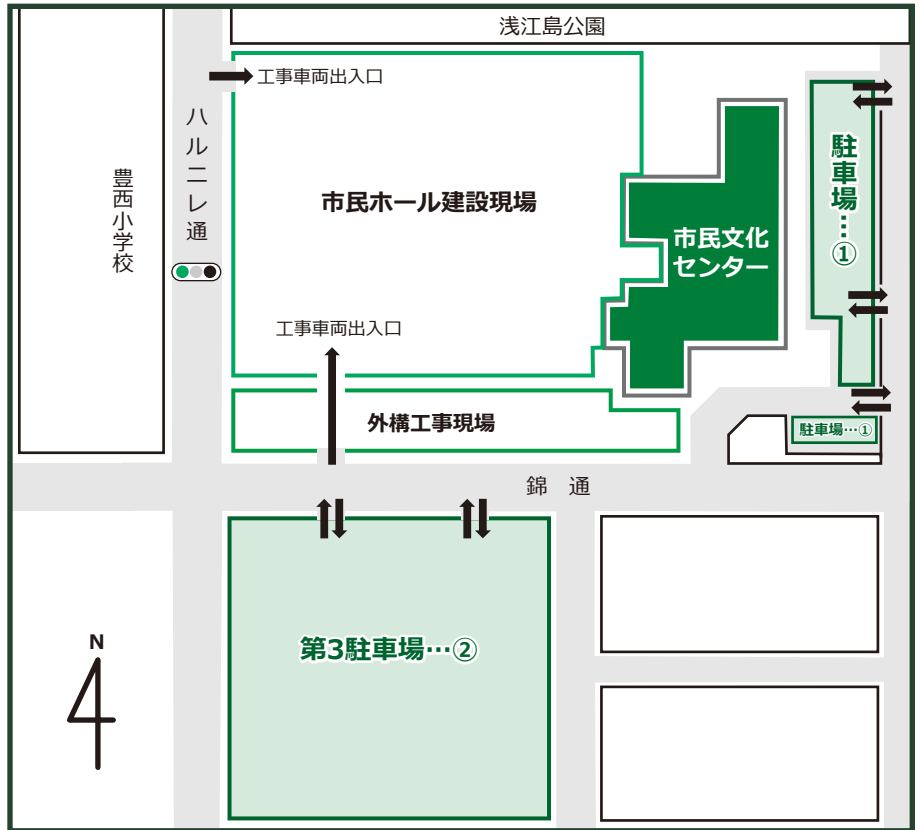 浅江島公園
工事車両出入口
ハルニレ通
豊西小学校
市民ホール建設現場
市民文化
センター
駐車場…①
工事車両出入口
外構工事現場
駐車場…①
錦 通
第3駐車場…②
N